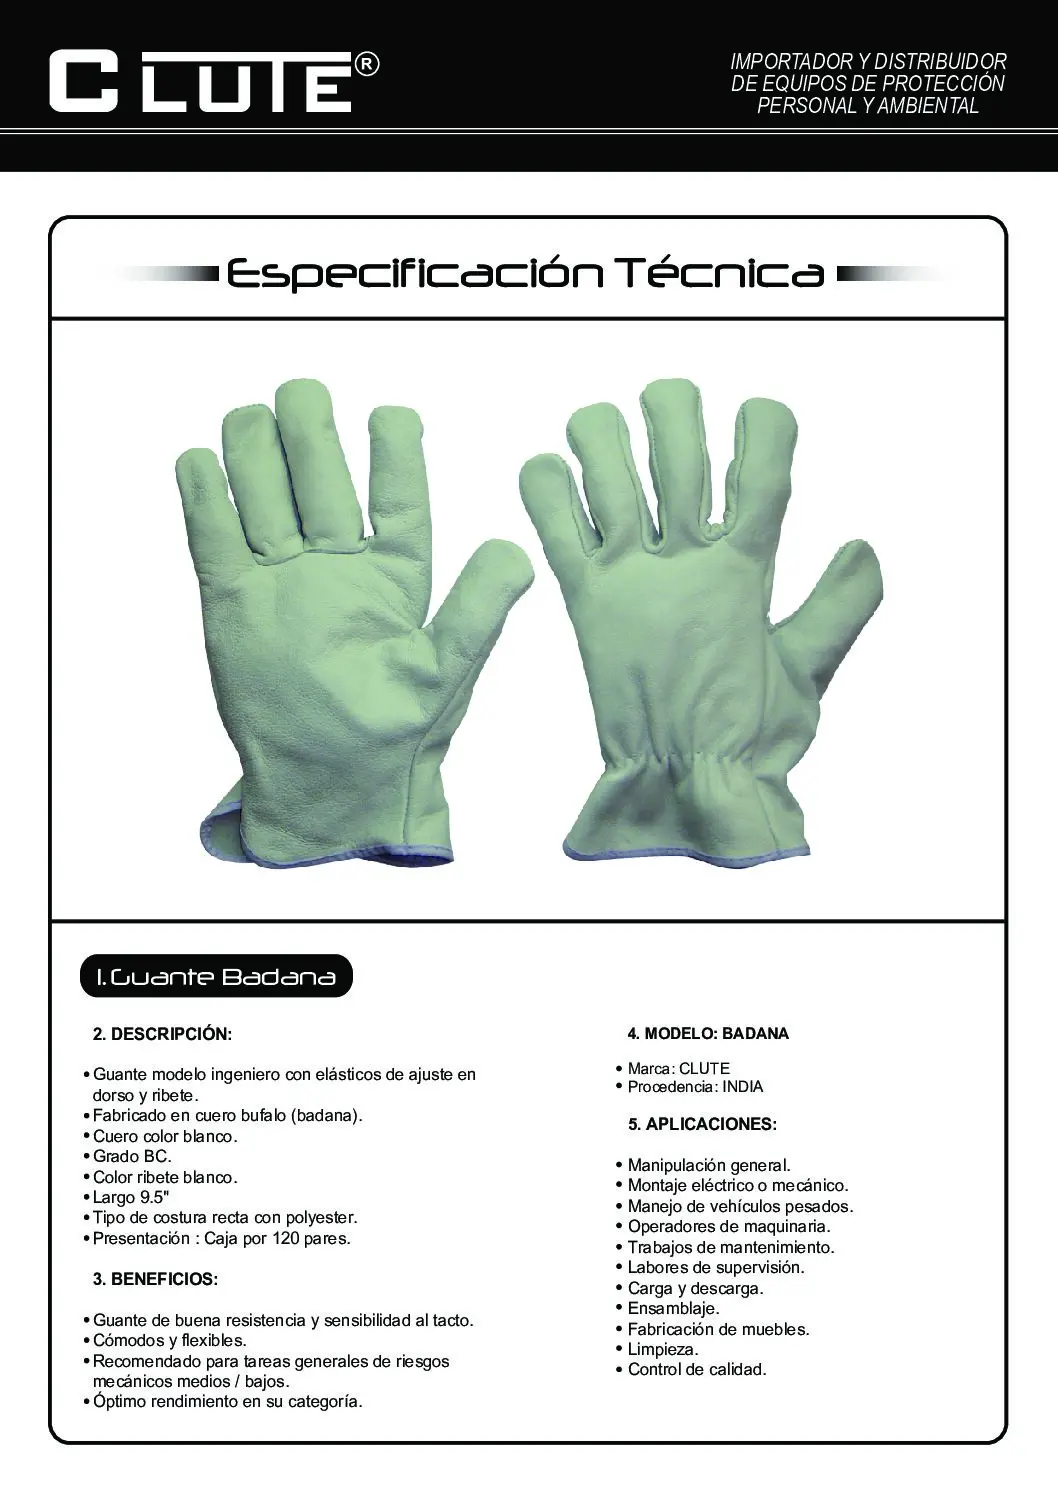 CLUTE®
IMPORTADOR Y DISTRIBUIDOR
DE EQUIPOS DE PROTECCIÓN
PERSONAL Y AMBIENTAL
Especificación Técnica
1. Guante Badana
2. DESCRIPCIÓN:
• Guante modelo ingeniero con elásticos de ajuste en
dorso y ribete.
• Fabricado en cuero bufalo (badana).
• Cuero color blanco.
• Grado BC.
• Color ribete blanco.
• Largo 9.5"
• Tipo de costura recta con polyester.
• Presentación : Caja por 120 pares.
3. BENEFICIOS:
• Guante de buena resistencia y sensibilidad al tacto.
• Cómodos y flexibles.
• Recomendado para tareas generales de riesgos
mecánicos medios / bajos.
• Óptimo rendimiento en su categoría.
4. MODELO: BADANA
• Marca: CLUTE
• Procedencia: INDIA
5. APLICACIONES:
• Manipulación general.
• Montaje eléctrico o mecánico.
• Manejo de vehículos pesados.
• Operadores de maquinaria.
• Trabajos de mantenimiento.
• Labores de supervisión.
• Carga y descarga.
• Ensamblaje.
• Fabricación de muebles.
• Limpieza.
• Control de calidad.